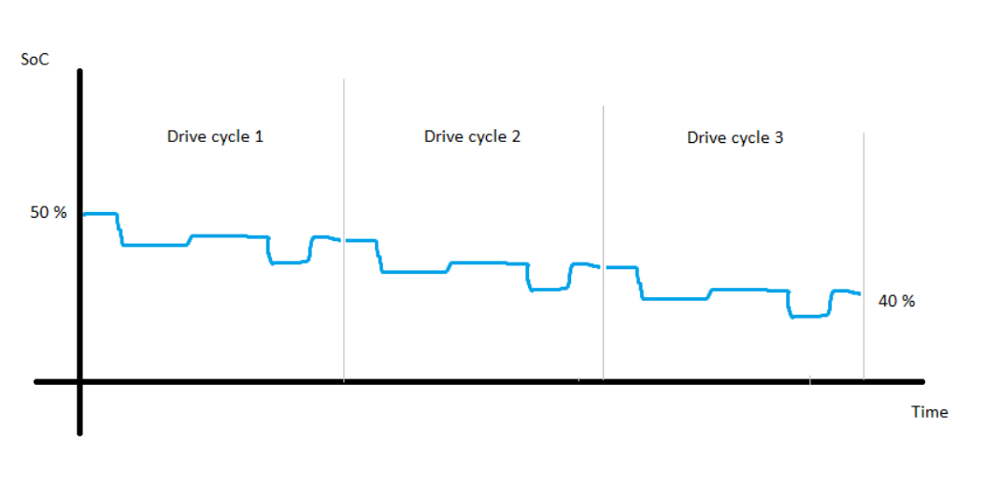 SoC
Drive cycle 1
Drive cycle 2
Drive cycle 3
50 %
40 %
Time